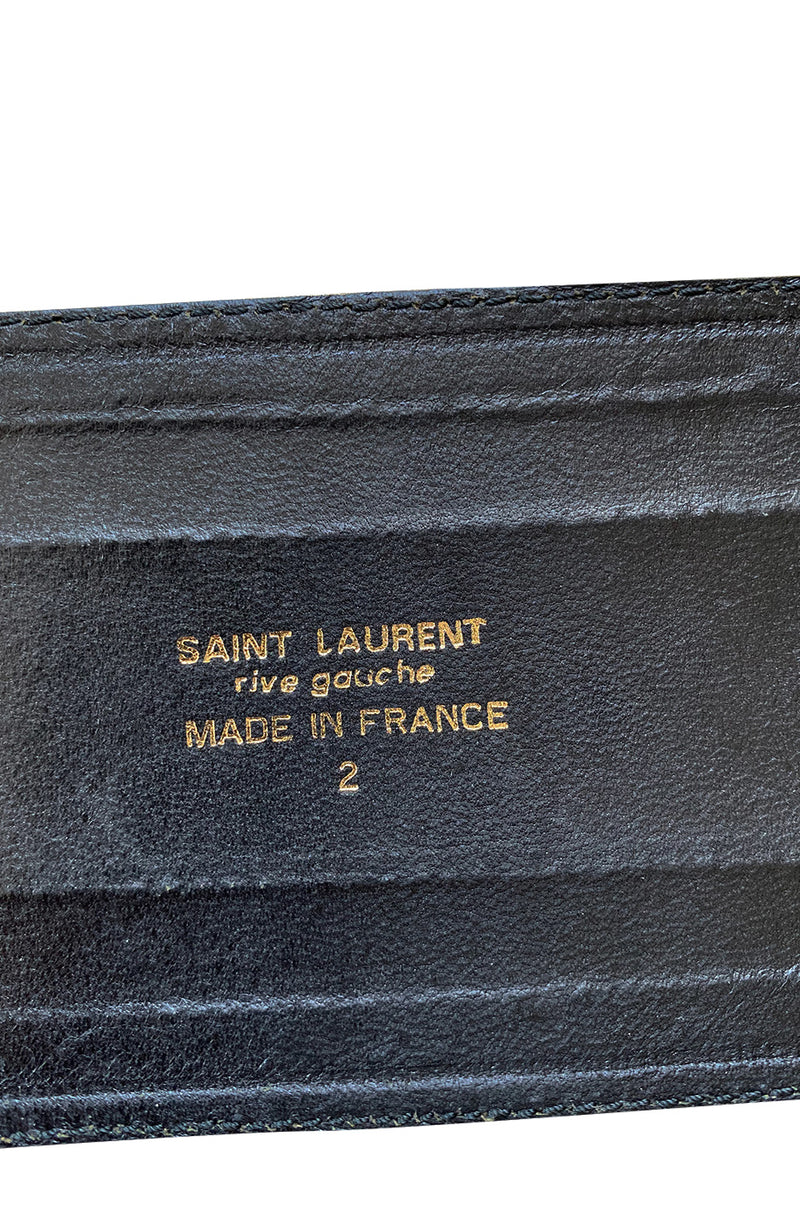 SAINT LAURENT
rive gauche
MADE IN FRANCE
2